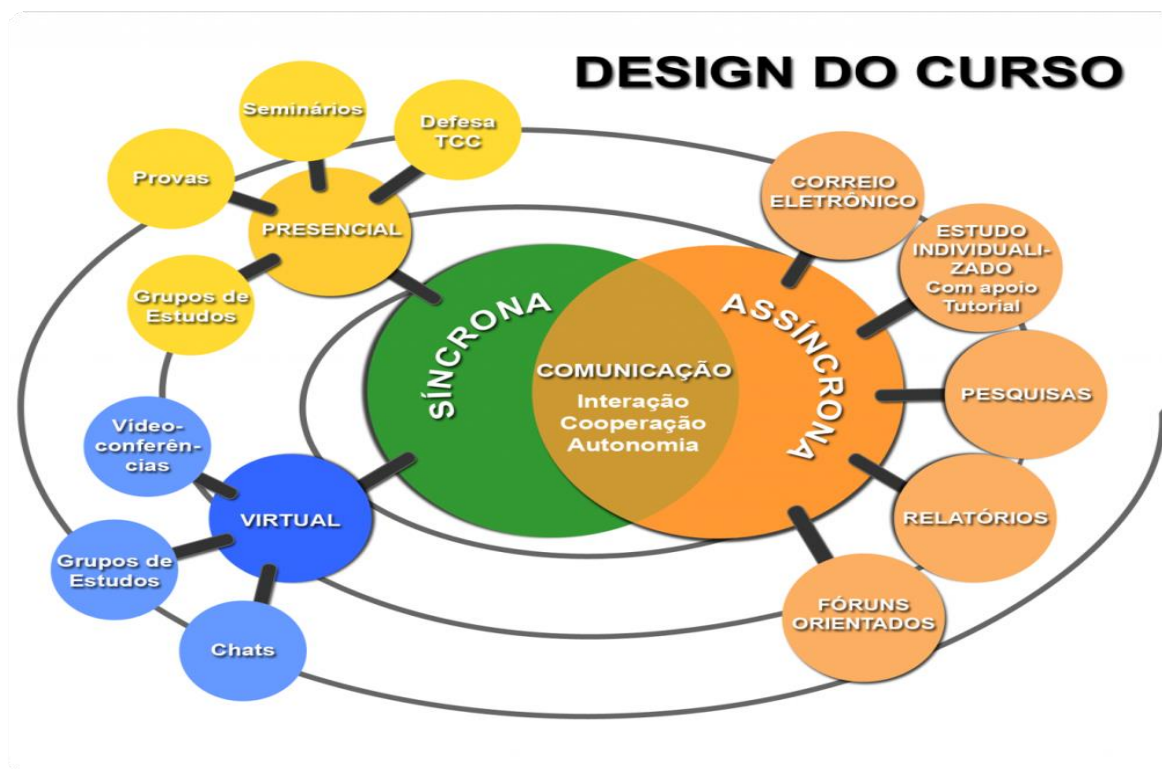 DESIGN DO CURSO
Seminários
Defesa
TCC
Provas
PRESENCIAL
Grupos de
Estudos
Vídeo-
conferên-
cias
VIRTUAL
Grupos de
Estudos
Chats
SÍNCRONA
COMUNICAÇÃO
Interação
Cooperação
Autonomia
ASSÍNCRONA
CORREIO
ELETRÔNICO
ESTUDO
INDIVIDUALI-
ZADO
Com apoio
Tutorial
PESQUISAS
RELATÓRIOS
FÓRUNS
ORIENTADOS